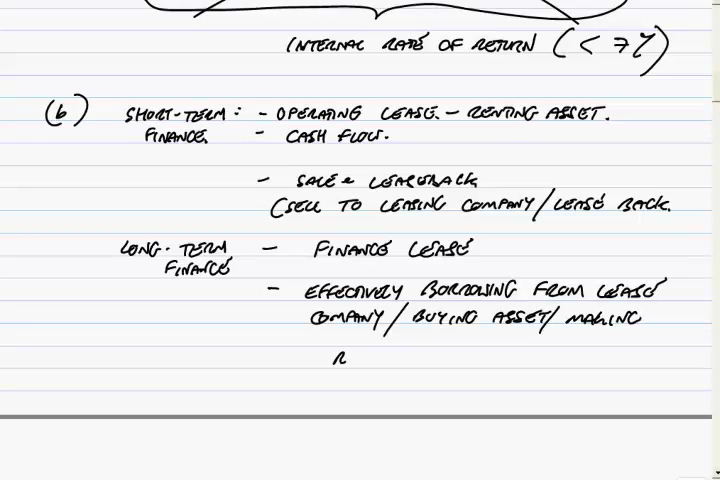 INTERNAL RATE OF RETURN (< 7Y)
(b) SHORT-TERM: - OPERATING LEASE. - RENTING ASSET.
FINANCE. - CASH FLOW.
- SALE & LEASEBACK
(SELL TO LEASING COMPANY/LEASE BACK.
LONG-TERM - FINANCE LEASE
FINANCE
- EFFECTIVELY BORROWING FROM LEASE
COMPANY/BUYING ASSET/MAKING
R